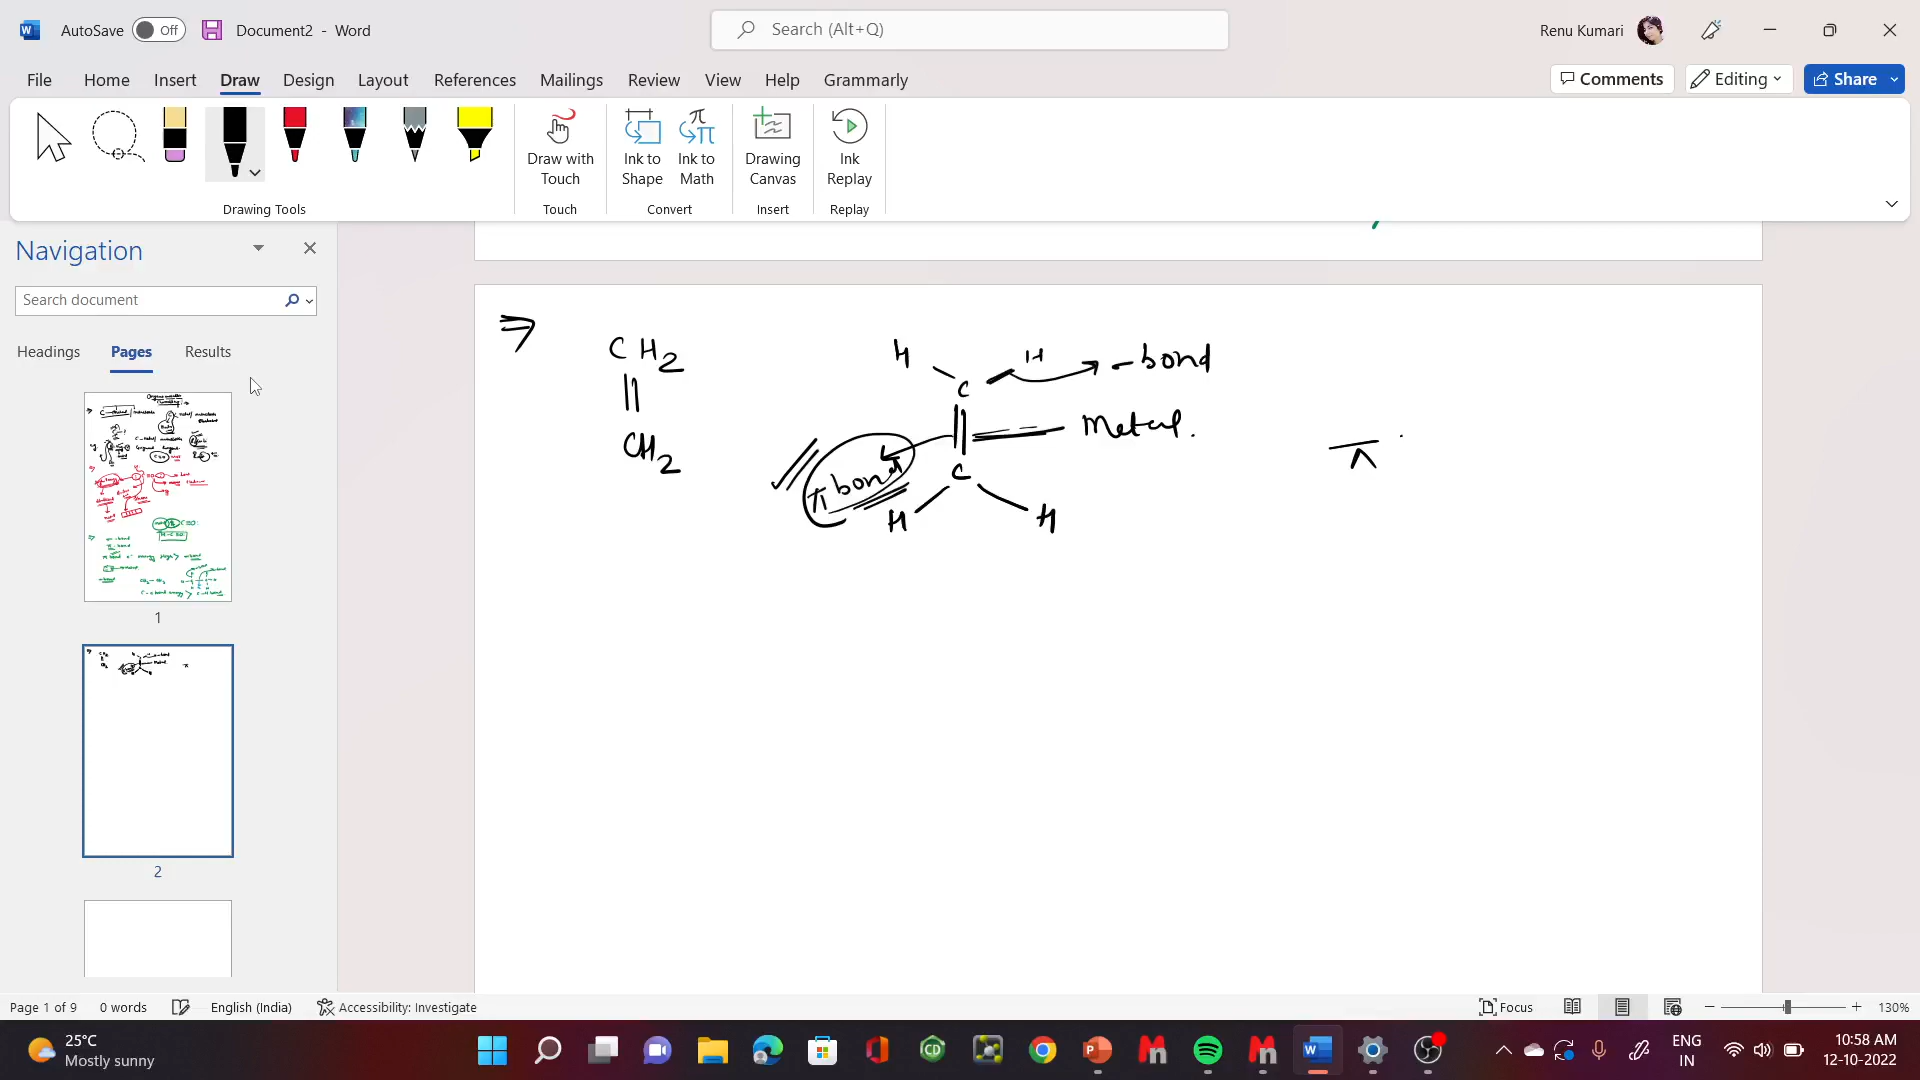 AutoSave Off Document2 - Word Search (Alt+Q) Renu Kumari
File Home Insert Draw Design Layout References Mailings Review View Help Grammarly Comments Editing Share
Draw with Touch
Ink to Shape
Ink to Math
Drawing Canvas
Ink Replay
Drawing Tools Touch Convert Insert Replay
Navigation
Search document
Headings Pages Results
1
2
⇒ CH2 H H → -bond
|| C
CH2 || Metal.
π bond C
H H
π
Page 1 of 9 0 words English (India) Accessibility: Investigate Focus 130%
25°C
Mostly sunny
ENG
IN
10:58 AM
12-10-2022